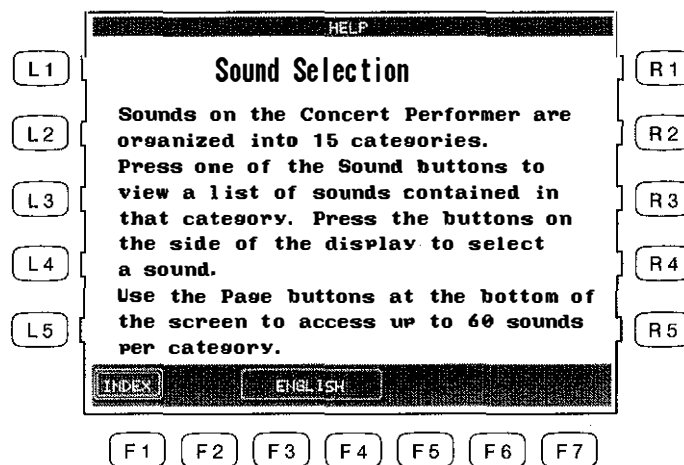 HELP
Sound Selection
Sounds on the Concert Performer are
organized into 15 categories.
Press one of the Sound buttons to
view a list of sounds contained in
that category. Press the buttons on
the side of the display to select
a sound.
Use the Page buttons at the bottom of
the screen to access up to 60 sounds
per category.
INDEX ENGLISH
L1
L2
L3
L4
L5
R1
R2
R3
R4
R5
F1 F2 F3 F4 F5 F6 F7